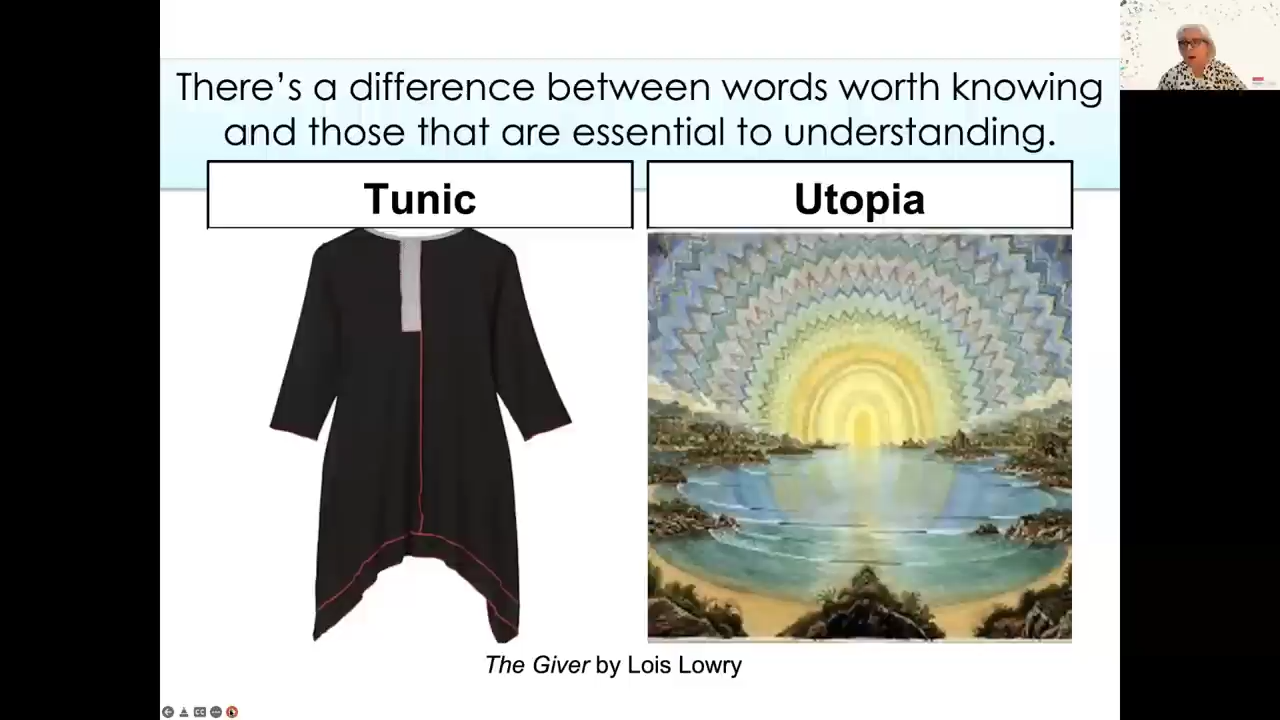 There's a difference between words worth knowing
and those that are essential to understanding.
Tunic
Utopia
The Giver by Lois Lowry
CC